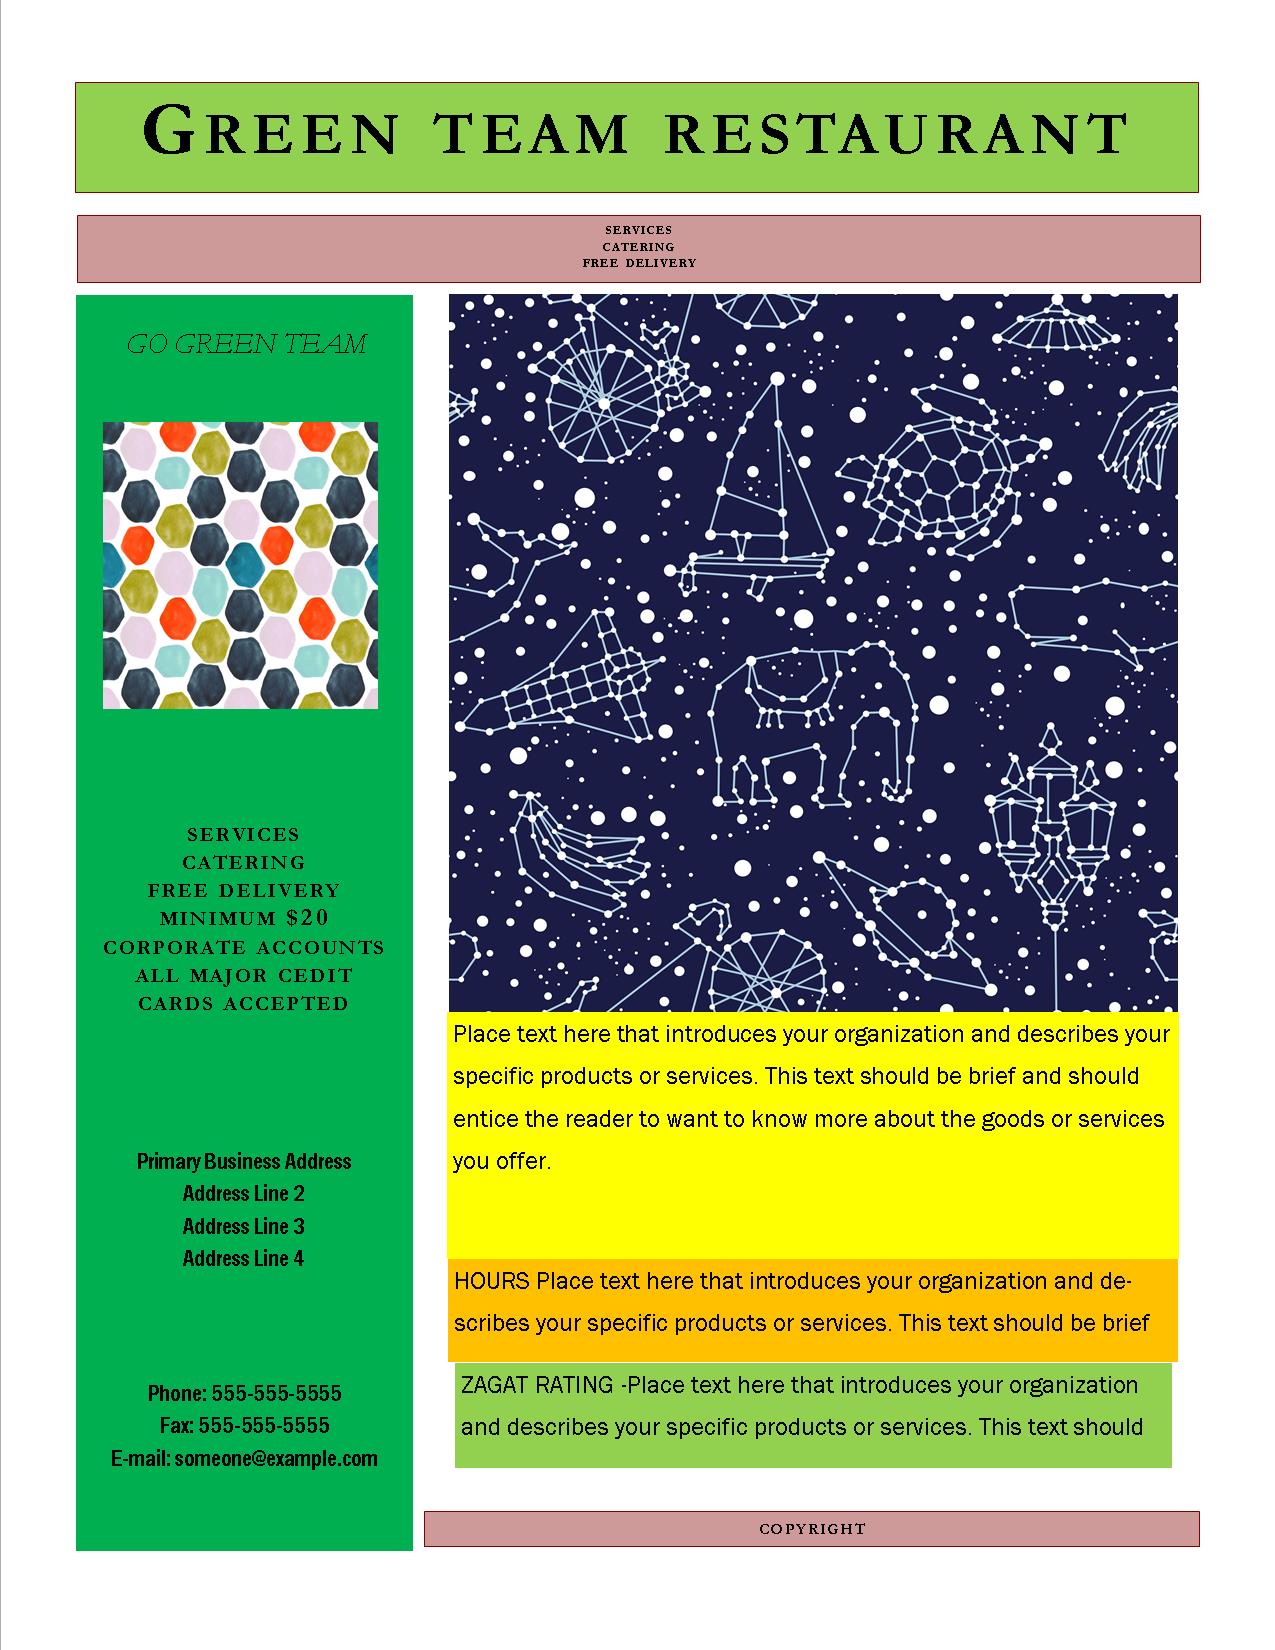 GREEN TEAM RESTAURANT
SERVICES
CATERING
FREE DELIVERY
GO GREEN TEAM
SERVICES
CATERING
FREE DELIVERY
MINIMUM $20
CORPORATE ACCOUNTS
ALL MAJOR CEDIT
CARDS ACCEPTED
Primary Business Address
Address Line 2
Address Line 3
Address Line 4
Phone: 555-555-5555
Fax: 555-555-5555
E-mail: someone@example.com
Place text here that introduces your organization and describes your
specific products or services. This text should be brief and should
entice the reader to want to know more about the goods or services
you offer.
HOURS Place text here that introduces your organization and de-
scribes your specific products or services. This text should be brief
ZAGAT RATING -Place text here that introduces your organization
and describes your specific products or services. This text should
COPYRIGHT